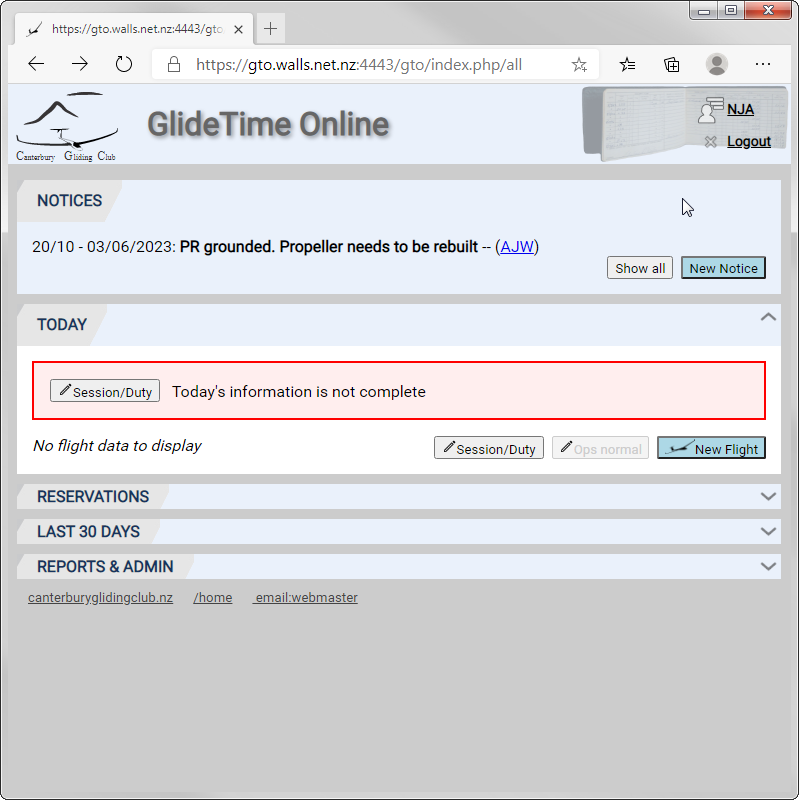 https://gto.walls.net.nz:4443/gto
https://gto.walls.net.nz:4443/gto/index.php/all
Canterbury Gliding Club
GlideTime Online
NJA
Logout
NOTICES
20/10 - 03/06/2023: PR grounded. Propeller needs to be rebuilt -- (AJW)
Show all New Notice
TODAY
Session/Duty Today's information is not complete
No flight data to display Session/Duty Ops normal New Flight
RESERVATIONS
LAST 30 DAYS
REPORTS & ADMIN
canterburyglidingclub.nz /home email:webmaster